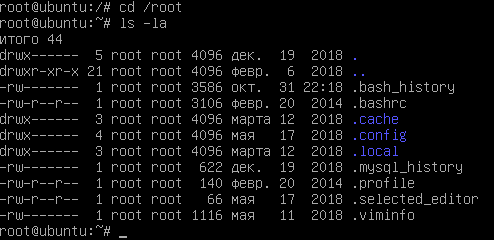 root@ubuntu:/# cd /root
root@ubuntu:~# ls -la
итого 44
drwx------  5 root root 4096 дек.  19  2018 .
drwxr-xr-x 21 root root 4096 февр.  6  2018 ..
-rw-------  1 root root 3586 окт.  31 22:18 .bash_history
-rw-r--r--  1 root root 3106 февр. 20  2014 .bashrc
drwx------  3 root root 4096 марта 12  2018 .cache
drwx------  4 root root 4096 мая   17  2018 .config
drwx------  3 root root 4096 марта 12  2018 .local
-rw-------  1 root root  622 дек.  19  2018 .mysql_history
-rw-r--r--  1 root root  140 февр. 20  2014 .profile
-rw-r--r--  1 root root   66 мая   17  2018 .selected_editor
-rw-------  1 root root 1116 мая   11  2018 .viminfo
root@ubuntu:~# _